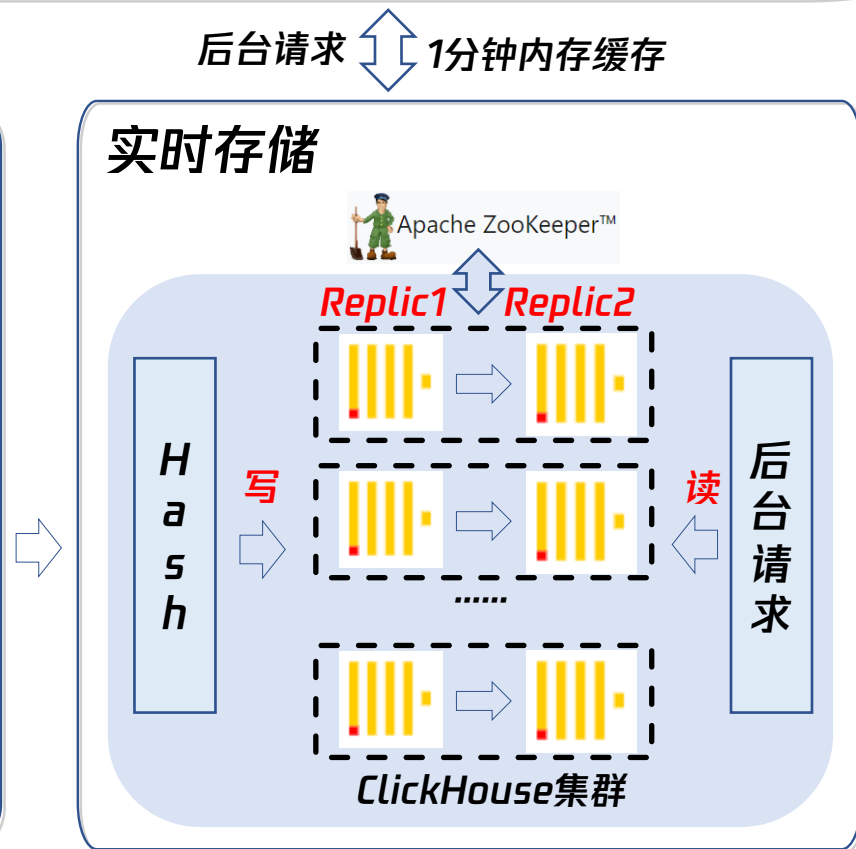 后台请求 1分钟内存缓存
实时存储
Apache ZooKeeper™
Replic1 Replic2
Hash
写
读
后台请求
......
ClickHouse集群